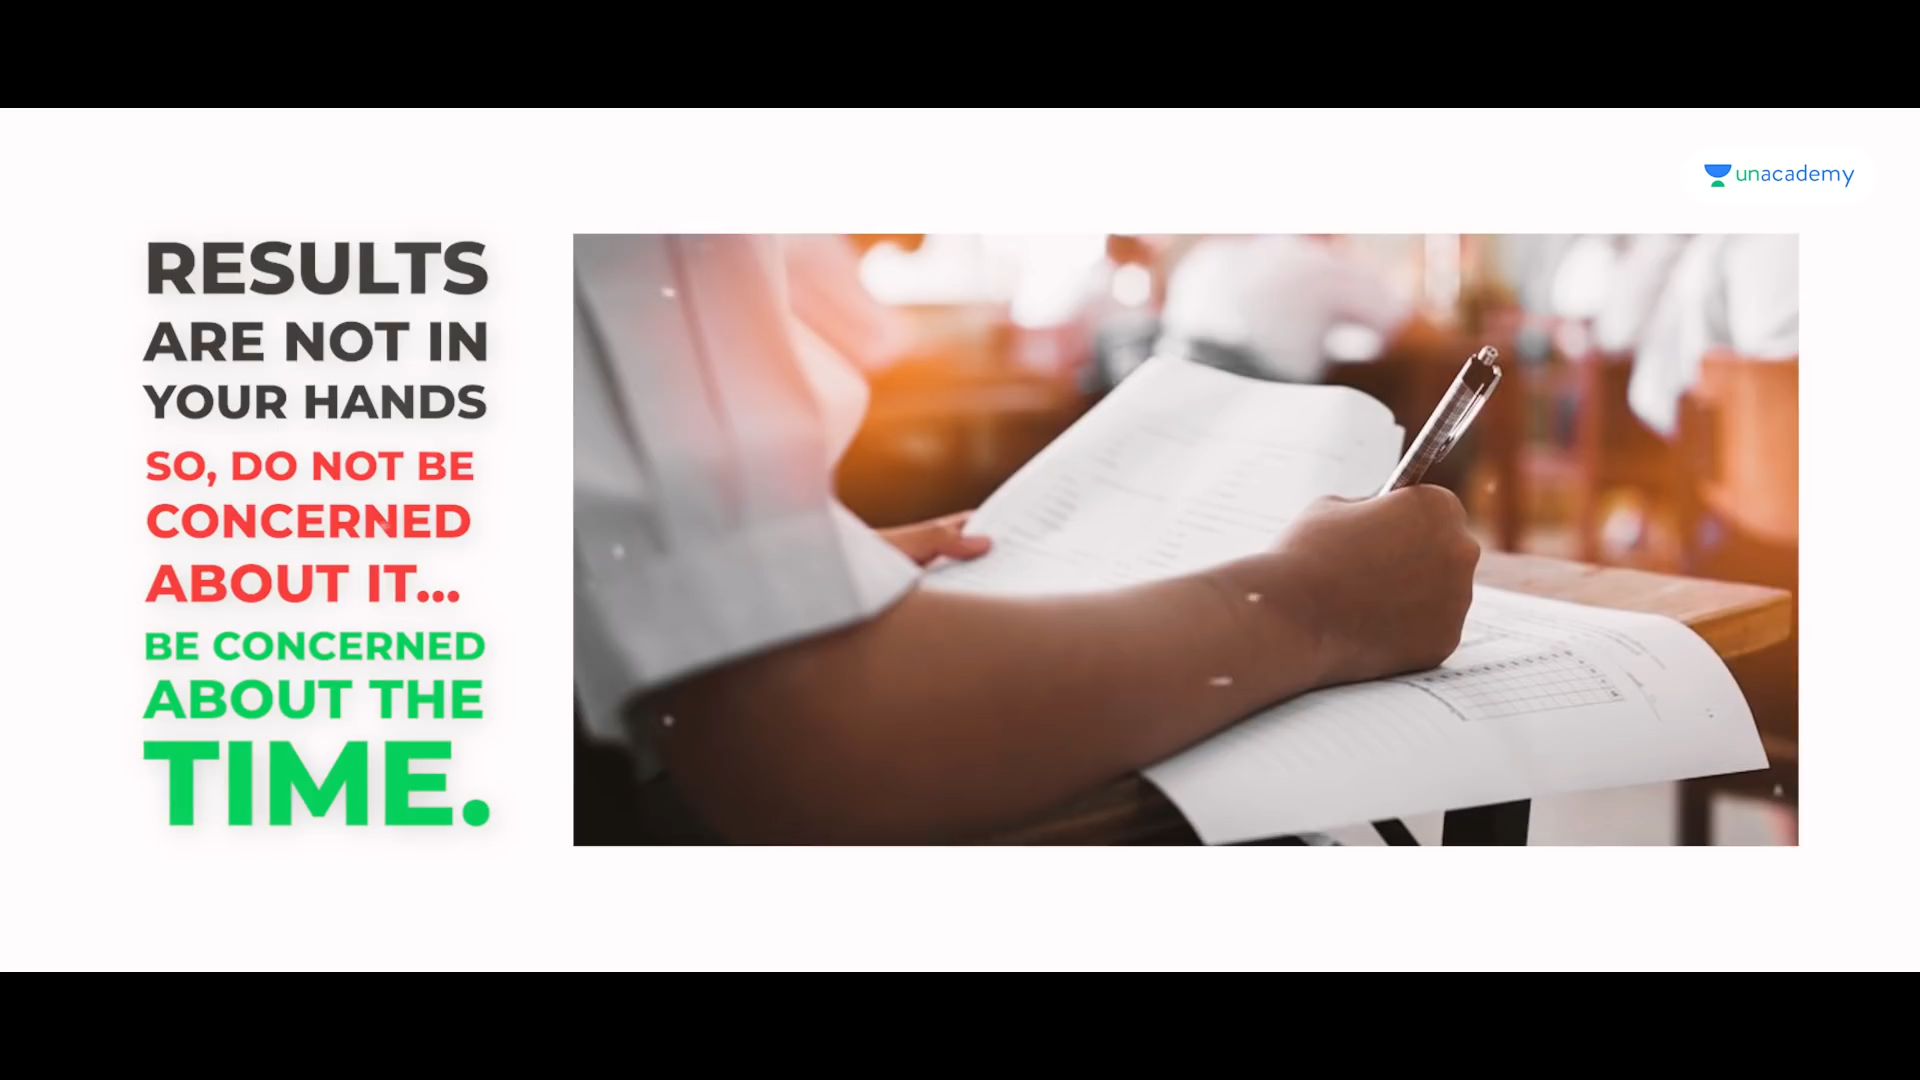 unacademy
RESULTS
ARE NOT IN
YOUR HANDS
SO, DO NOT BE
CONCERNED
ABOUT IT...
BE CONCERNED
ABOUT THE
TIME.